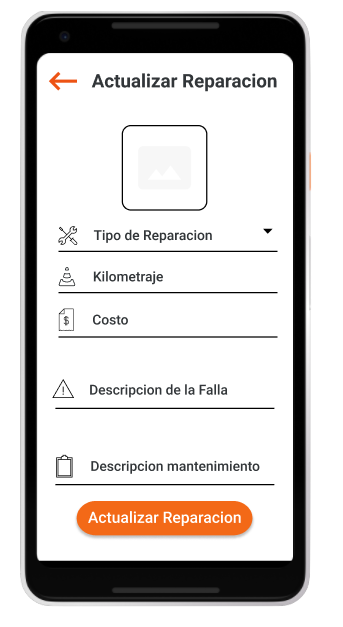 Actualizar Reparacion
Tipo de Reparacion
Kilometraje
$ Costo
Descripcion de la Falla
Descripcion mantenimiento
Actualizar Reparacion